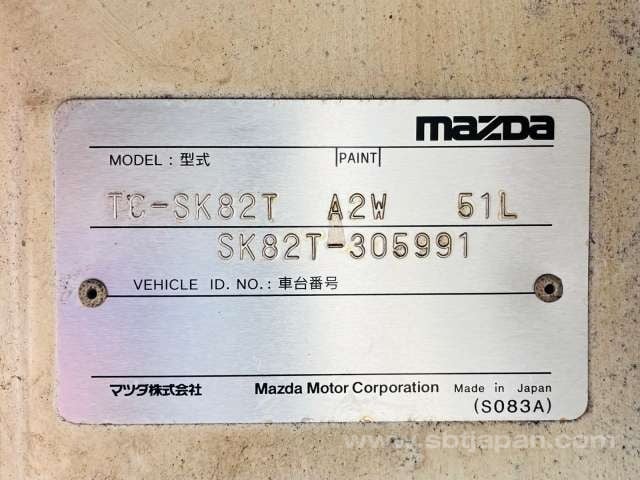 mazda
MODEL: 型式 PAINT
TC-SK82T A2W 51L
SK82T-305991
VEHICLE ID. NO.: 車台番号
マツダ株式会社 Mazda Motor Corporation Made in Japan
(S083A)
www.sbtjapan.com